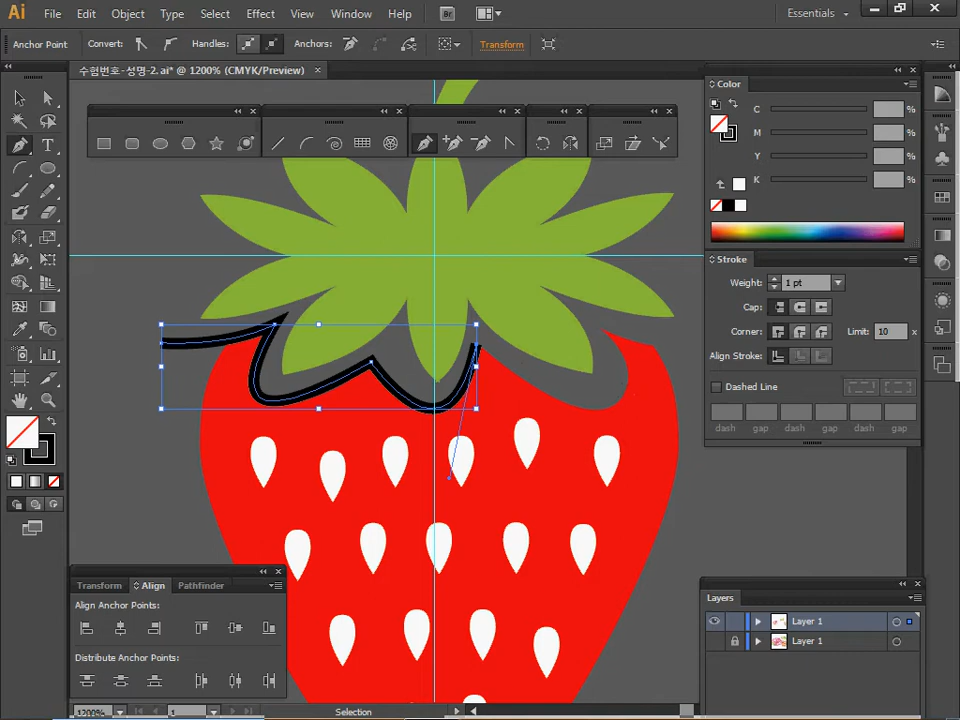 Ai File Edit Object Type Select Effect View Window Help Br Essentials
Anchor Point Convert: Handles: Anchors: Transform
수험번호-성명-2.ai* @ 1200% (CMYK/Preview) ×
Color
C %
M %
Y %
K %
Stroke
Weight: 1 pt
Cap:
Corner: Limit: 10 x
Align Stroke:
Dashed Line
dash gap dash gap dash gap
Transform Align Pathfinder
Align Anchor Points:
Distribute Anchor Points:
Layers
Layer 1
Layer 1
1200% 1 Selection